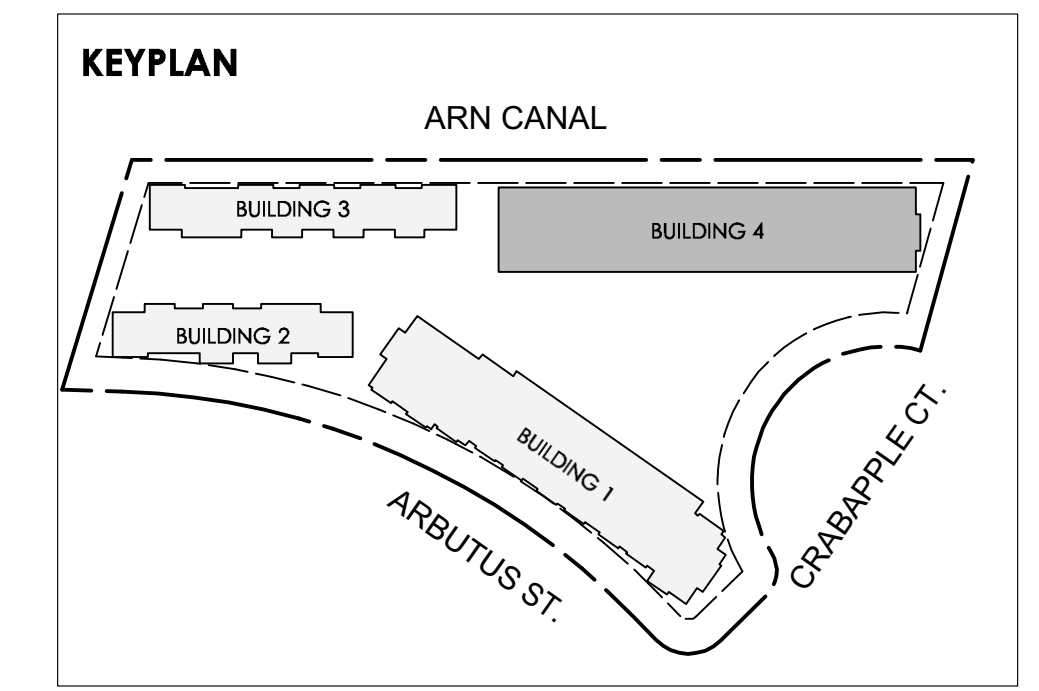 KEYPLAN
ARN CANAL
BUILDING 3
BUILDING 4
BUILDING 2
BUILDING 1
ARBUTUS ST.
CRABAPPLE CT.